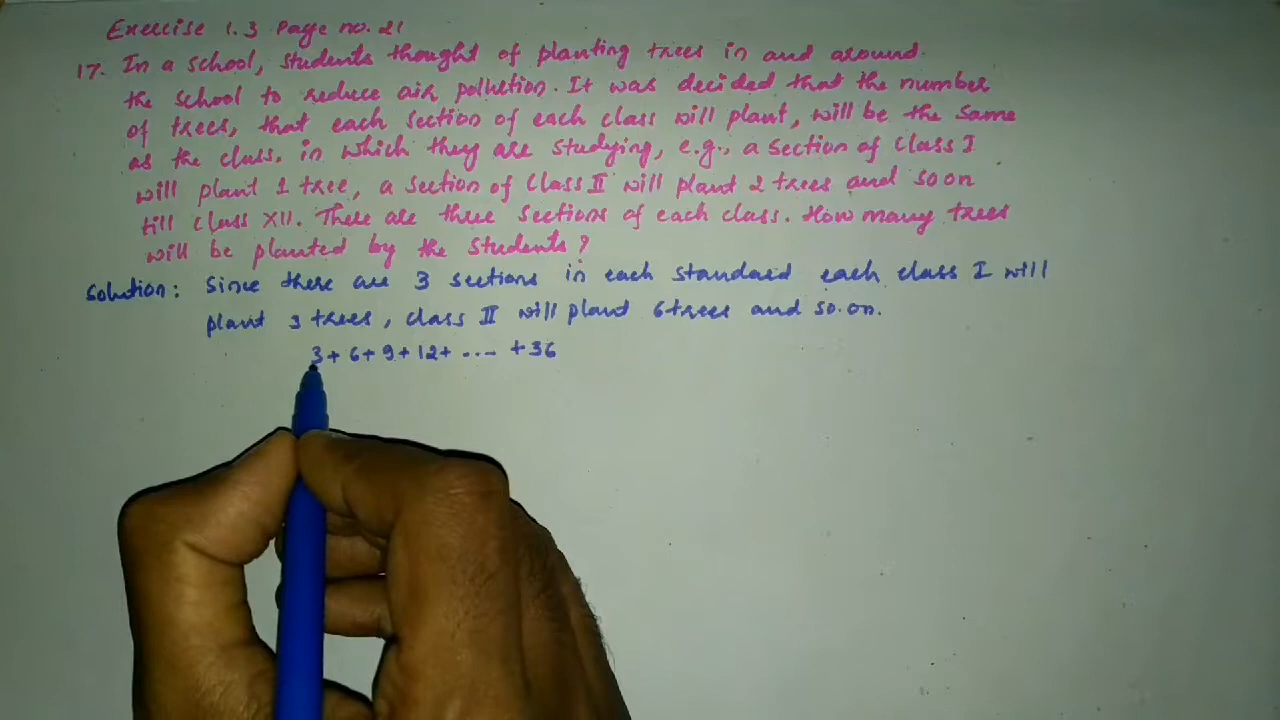 Exercise 1.3 Page no. 21
17. In a school, students thought of planting trees in and around
the school to reduce air pollution. It was decided that the number
of trees, that each section of each class will plant, will be the same
as the class, in which they are studying, e.g., a section of class I
will plant 1 tree, a section of class II will plant 2 trees and so on
till class XII. There are three sections of each class. How many trees
will be planted by the students?
Solution: Since there are 3 sections in each standard each class I will
plant 3 trees, class II will plant 6 trees and so.on.
3+ 6+ 9+ 12+ .... +36